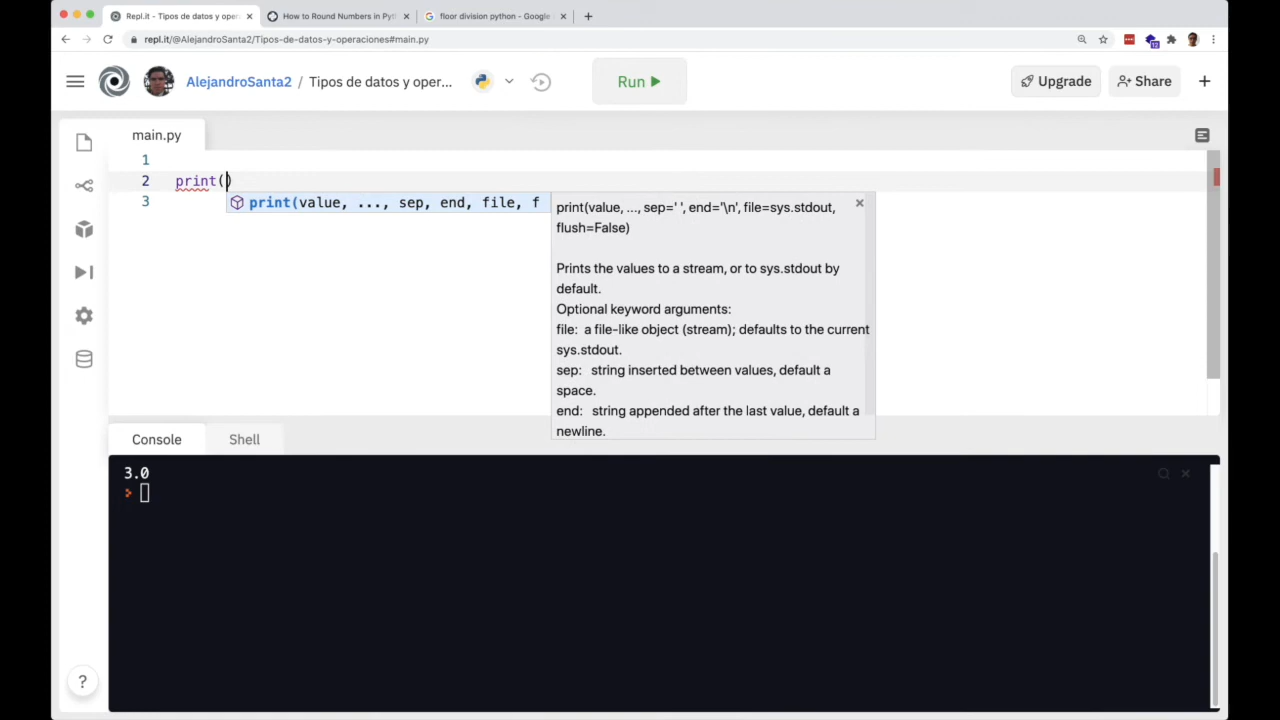 Repl.it - Tipos de datos y oper
How to Round Numbers in Pyt
floor division python - Google
repl.it/@AlejandroSanta2/Tipos-de-datos-y-operaciones#main.py
12
AlejandroSanta2 / Tipos de datos y oper...
Run
Upgrade
Share
main.py
1
2 print()
3
print(value, ..., sep, end, file, f
print(value, ..., sep=' ', end='\n', file=sys.stdout,
flush=False)
Prints the values to a stream, or to sys.stdout by
default.
Optional keyword arguments:
file: a file-like object (stream); defaults to the current
sys.stdout.
sep: string inserted between values, default a
space.
end: string appended after the last value, default a
newline.
Console
Shell
3.0
?